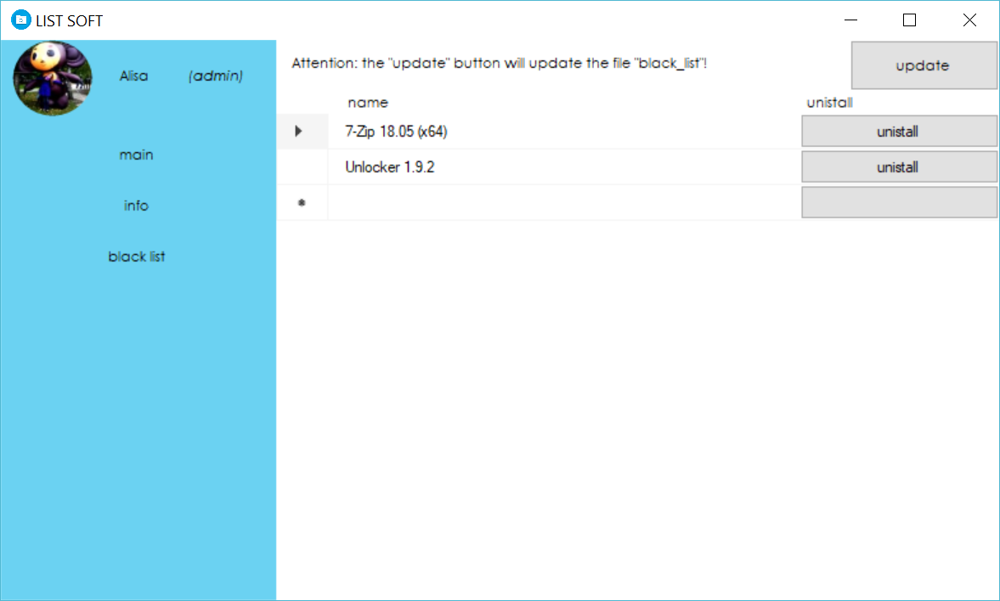 LIST SOFT
Alisa (admin)
main
info
black list
Attention: the "update" button will update the file "black_list"!
update
name unistall
7-Zip 18.05 (x64) unistall
Unlocker 1.9.2 unistall